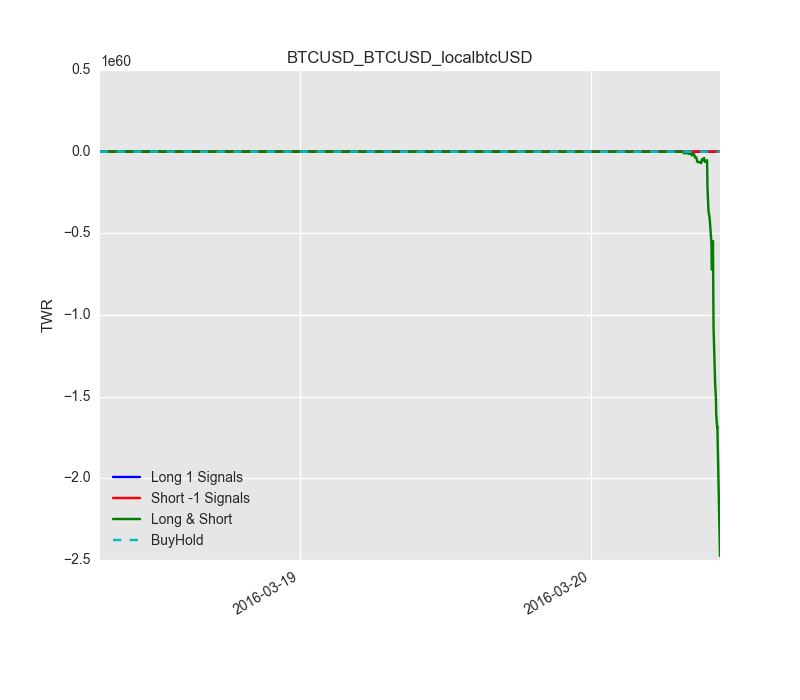 BTCUSD_BTCUSD_localbtcUSD
1e60
0.5
0.0
−0.5
−1.0
−1.5
−2.0
−2.5
TWR
Long 1 Signals
Short -1 Signals
Long & Short
BuyHold
2016-03-19
2016-03-20